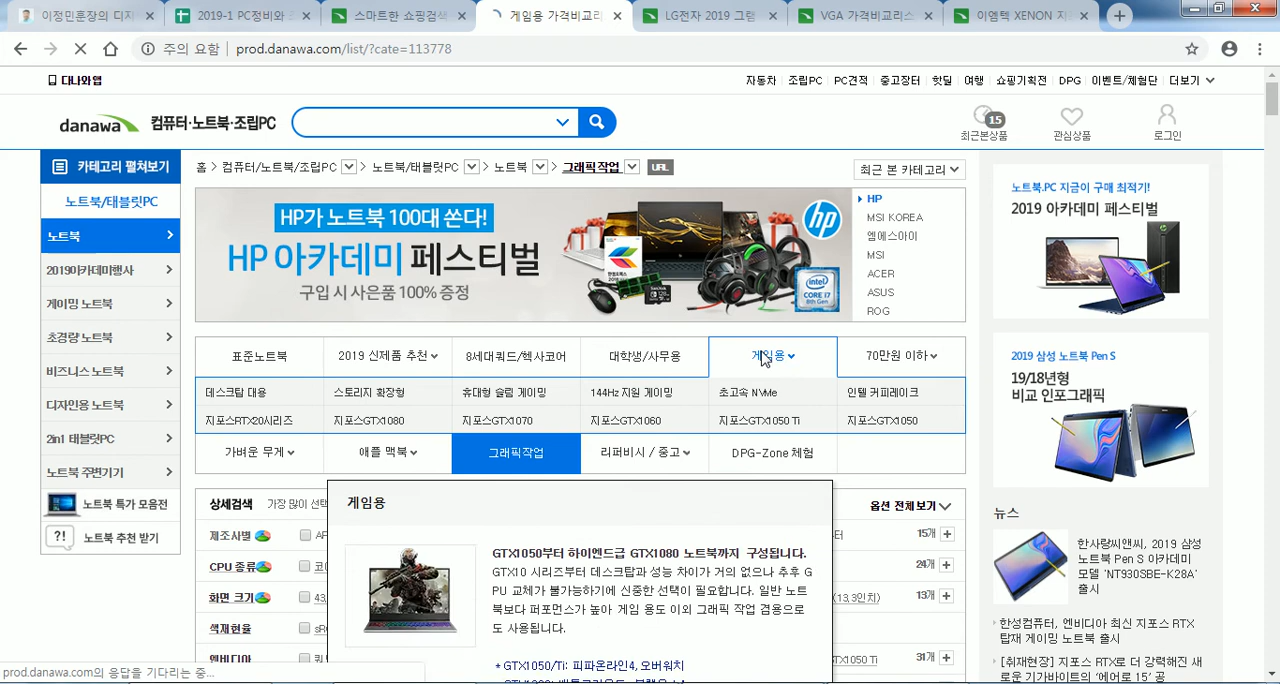 이정민훈장의 디지
2019-1 PC정비와
스마트한 쇼핑검색
게임용 가격비교리
LG전자 2019 그램
VGA 가격비교리스
이엠텍 XENON 지포
주의 요함 prod.danawa.com/list/?cate=113778
다나와앱
자동차 조립PC PC견적 중고장터 핫딜 여행 쇼핑기획전 DPG 이벤트/체험단 더보기
danawa 컴퓨터·노트북·조립PC
15
최근본상품 관심상품 로그인
카테고리 펼쳐보기
홈 > 컴퓨터/노트북/조립PC > 노트북/태블릿PC > 노트북 > 그래픽작업 URL
최근 본 카테고리
노트북/태블릿PC
노트북
2019아카데미행사
게이밍 노트북
초경량 노트북
비즈니스 노트북
디자인용 노트북
2in1 태블릿PC
노트북 주변기기
노트북 특가 모음전
?! 노트북 추천 받기
HP가 노트북 100대 쏜다!
HP 아카데미 페스티벌
구입 시 사은품 100% 증정
hp
intel
CORE i7
8th Gen
HP
MSI KOREA
엠에스아이
MSI
ACER
ASUS
ROG
표준노트북 2019 신제품 추천 8세대쿼드/헥사코어 대학생/사무용 게임용 70만원 이하
데스크탑 대용 스토리지 확장형 휴대형 슬림 게이밍 144Hz 지원 게이밍 초고속 NVMe 인텔 커피레이크
지포스RTX20시리즈 지포스GTX1080 지포스GTX1070 지포스GTX1060 지포스GTX1050 Ti 지포스GTX1050
가벼운 무게 애플 맥북 그래픽작업 리퍼비시 / 중고 DPG-Zone 체험
상세검색 가장 많이 선택
옵션 전체보기
제조사별 15개
CPU 종류 24개
화면 크기 43 (13,3인치) 13개
색재현율
엔비디아 31개
게임용
GTX1050부터 하이엔드급 GTX1080 노트북까지 구성됩니다.
GTX10 시리즈부터 데스크탑과 성능 차이가 거의 없으나 추후 G
PU 교체가 불가능하기에 신중한 선택이 필요합니다. 일반 노트
북보다 퍼포먼스가 높아 게임 용도 이외의 그래픽 작업 겸용으로
도 사용됩니다.
* GTX1050/Ti: 피파온라인4, 오버워치
노트북.PC 지금이 구매 최적기!
2019 아카데미 페스티벌
2019 삼성 노트북 Pen S
19/18년형
비교 인포그래픽
뉴스
한사랑씨앤씨, 2019 삼성
노트북 Pen S 아카데미
모델 'NT930SBE-K28A'
출시
한성컴퓨터, 엔비디아 최신 지포스 RTX
탑재 게이밍 노트북 출시
[취재현장] 지포스 RTX로 더 강력해진 새
로운 기가바이트의 '에어로 15' 공
prod.danawa.com의 응답을 기다리는 중...